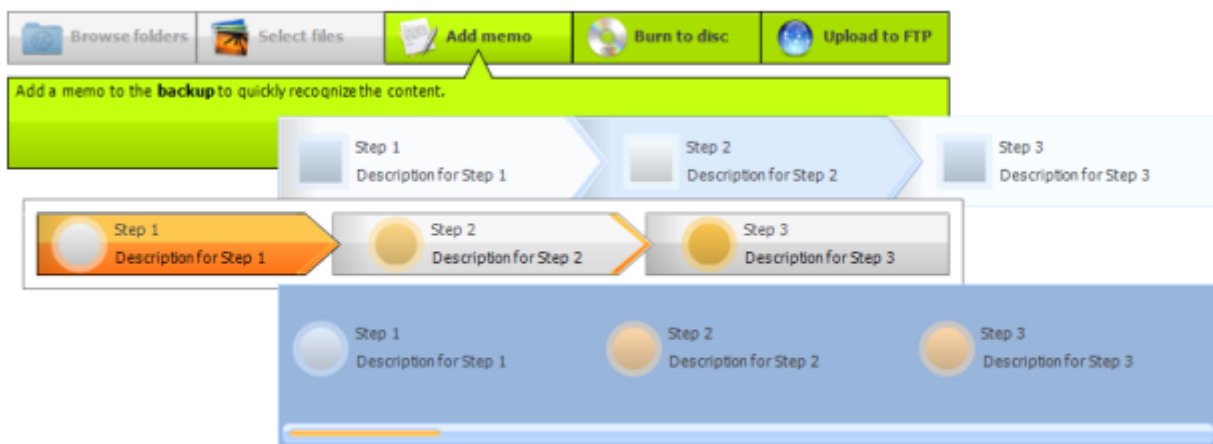 Browse folders
Select files
Add memo
Burn to disc
Upload to FTP
Add a memo to the backup to quickly recognize the content.
Step 1
Description for Step 1
Step 2
Description for Step 2
Step 3
Description for Step 3
Step 1
Description for Step 1
Step 2
Description for Step 2
Step 3
Description for Step 3
Step 1
Description for Step 1
Step 2
Description for Step 2
Step 3
Description for Step 3